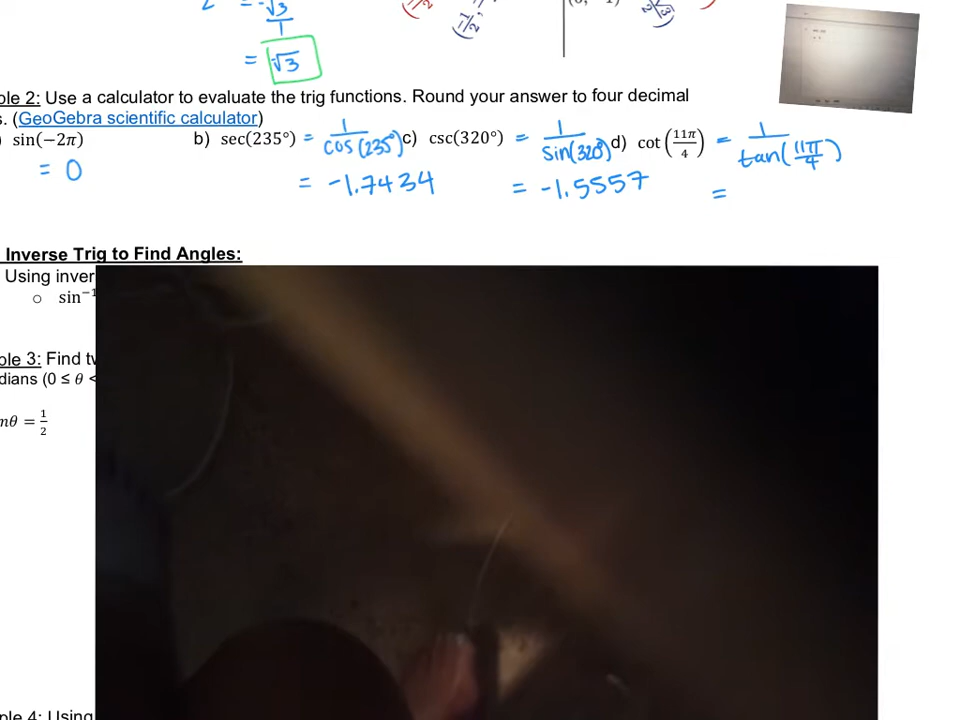 = -√3
1
= √3
ple 2: Use a calculator to evaluate the trig functions. Round your answer to four decimal
s. (GeoGebra scientific calculator)
sin(−2π)
= 0
b) sec(235°) = 1/cos(235°)
= -1.7434
c) csc(320°) = 1/sin(320°)
= -1.5557
d) cot(11π/4) = 1/tan(11π/4)
=
Inverse Trig to Find Angles:
Using inver
○ sin⁻¹
ple 3: Find tv
dians (0 ≤ θ <
nθ = 1/2
ple 4: Using